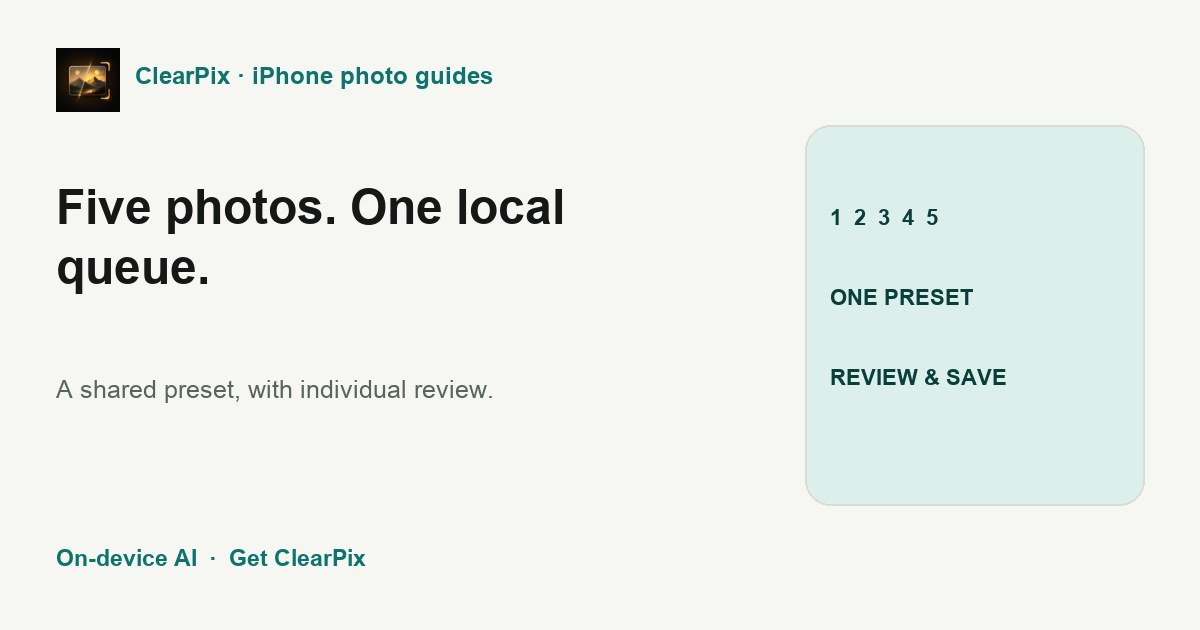 ClearPix · iPhone photo guides
Five photos. One local
queue.
A shared preset, with individual review.
On-device AI · Get ClearPix
1 2 3 4 5
ONE PRESET
REVIEW & SAVE